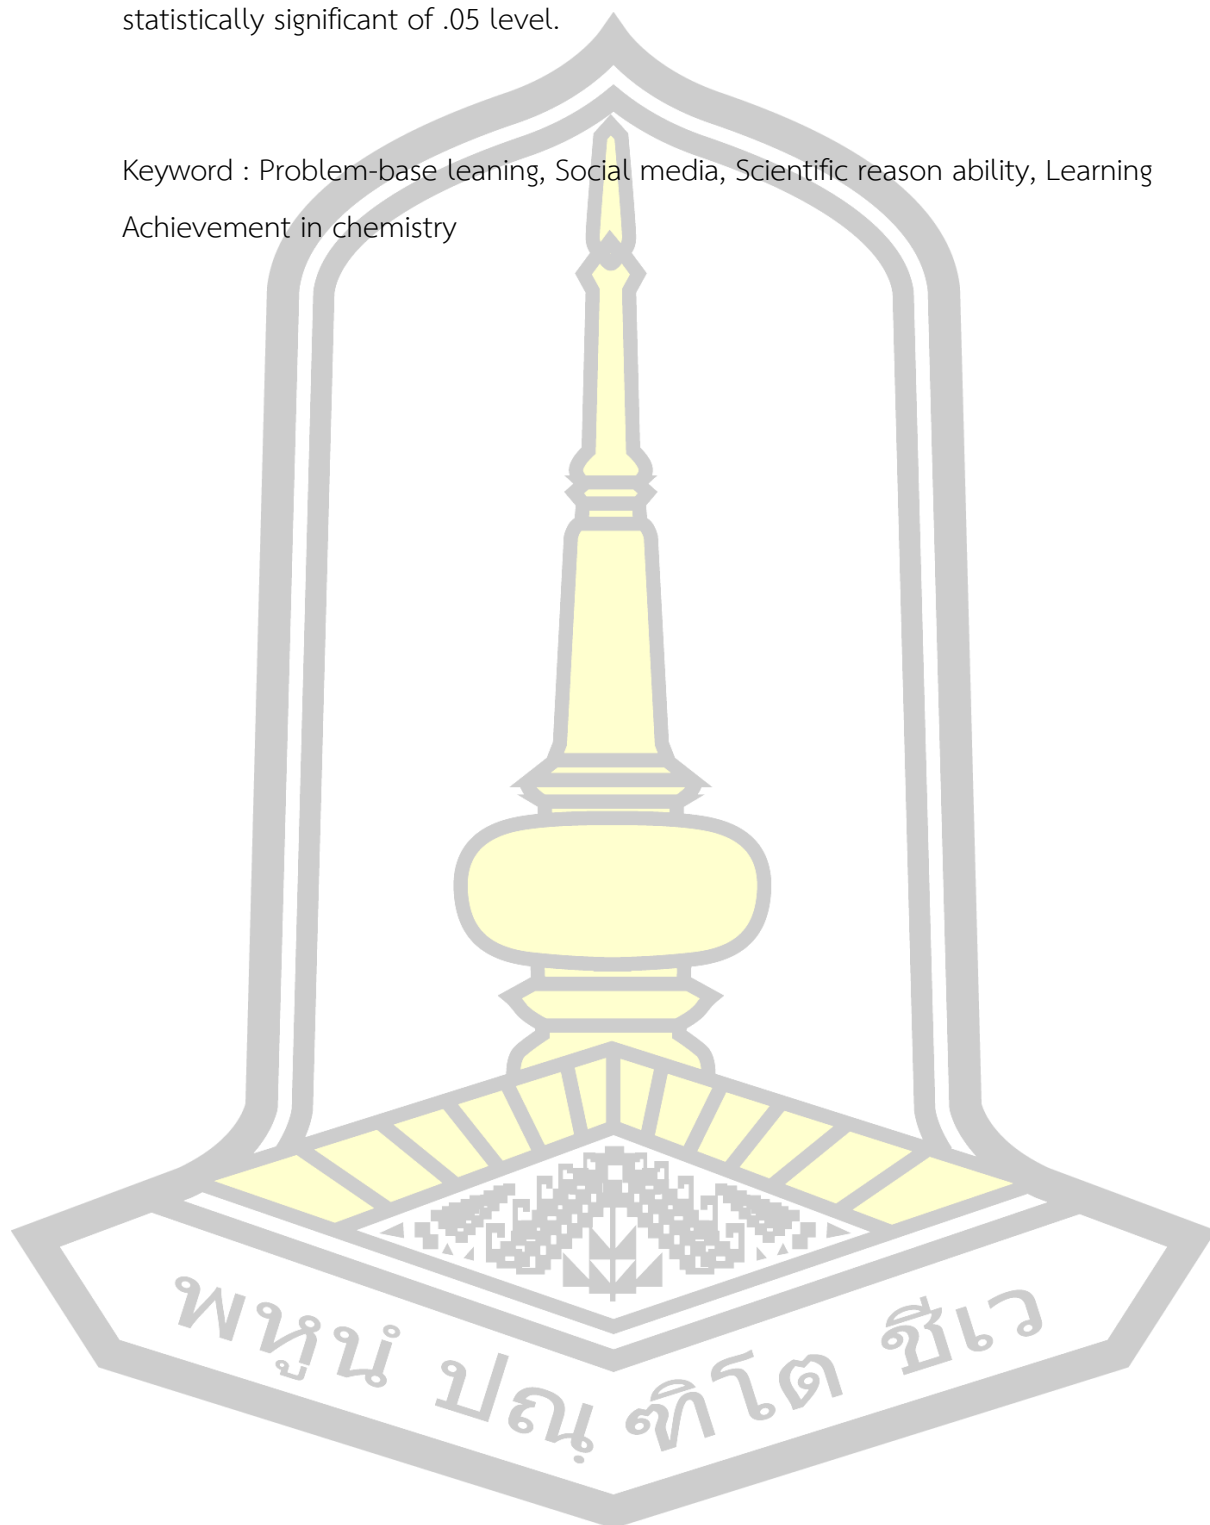 statistically significant of .05 level.
Keyword : Problem-base leaning, Social media, Scientific reason ability, Learning
Achievement in chemistry
พหูนํ ปณฺฑิโต ชีเว